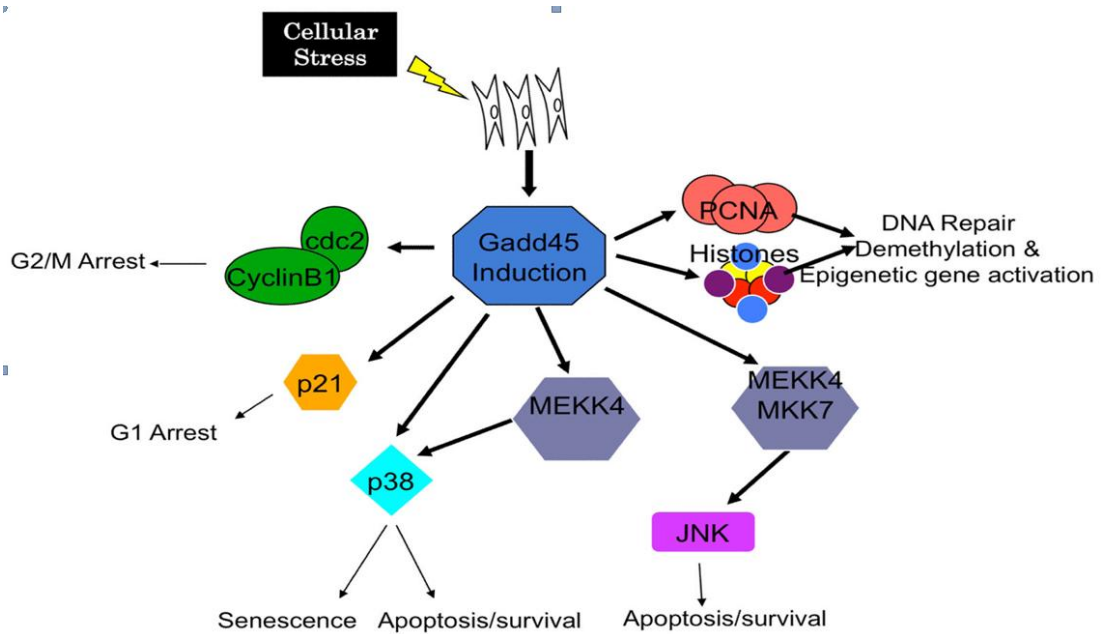 Cellular
Stress
Gadd45
Induction
cdc2
CyclinB1
G2/M Arrest
PCNA
Histones
DNA Repair
Demethylation &
Epigenetic gene activation
p21
G1 Arrest
MEKK4
MEKK4
MKK7
p38
JNK
Senescence
Apoptosis/survival
Apoptosis/survival